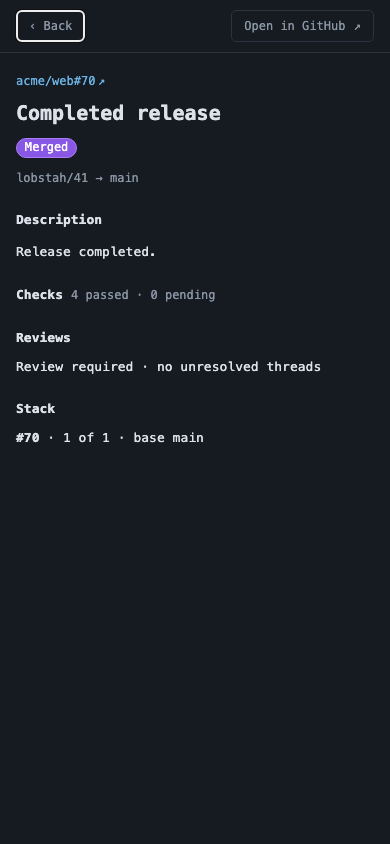 ‹ Back
Open in GitHub ↗
acme/web#70 ↗
Completed release
Merged
lobstah/41 → main
Description
Release completed.
Checks 4 passed · 0 pending
Reviews
Review required · no unresolved threads
Stack
#70 · 1 of 1 · base main